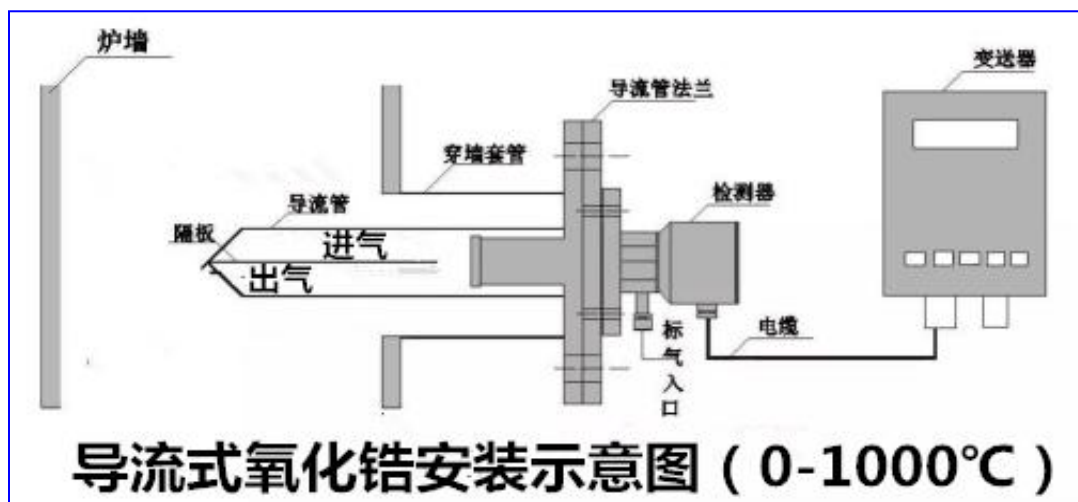 炉墙
变送器
导流管法兰
穿墙套管
检测器
导流管
隔板
进气
出气
标气入口
电缆
导流式氧化锆安装示意图（0-1000℃）